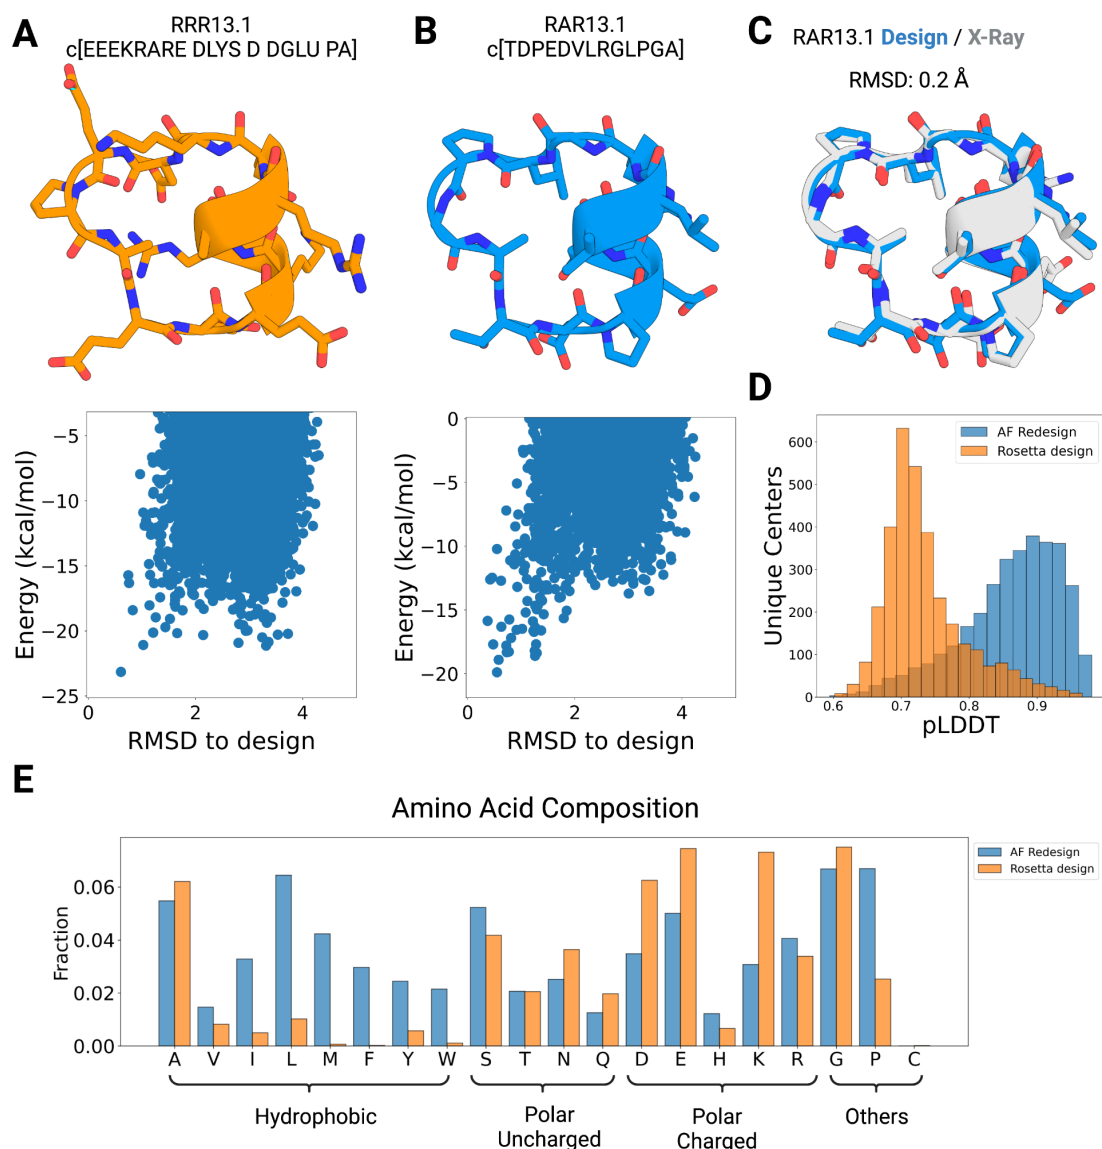 A
RRR13.1
c[EEEKRARE DLYS D DGLU PA]
B
RAR13.1
c[TDPEDVLRGLPGA]
C
RAR13.1 Design / X-Ray
RMSD: 0.2 Å
Energy (kcal/mol)
−5
−10
−15
−20
−25
0
2
4
RMSD to design
Energy (kcal/mol)
0
−5
−10
−15
−20
0
2
4
RMSD to design
D
Unique Centers
600
500
400
300
200
100
0
AF Redesign
Rosetta design
0.6
0.7
0.8
0.9
pLDDT
E
Amino Acid Composition
Fraction
0.06
0.04
0.02
0.00
AF Redesign
Rosetta design
A V I L M F Y W S T N Q D E H K R G P C
Hydrophobic
Polar
Uncharged
Polar
Charged
Others